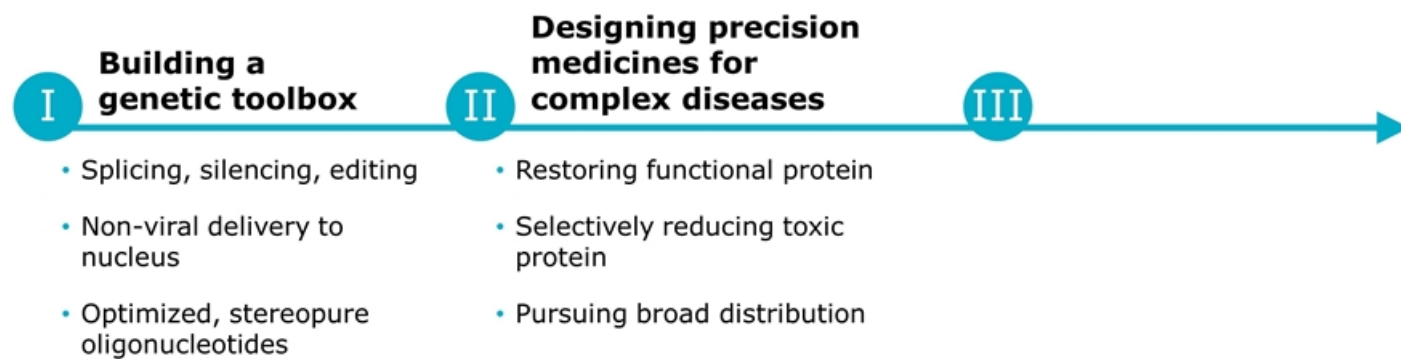 I
Building a
genetic toolbox
• Splicing, silencing, editing
• Non-viral delivery to
nucleus
• Optimized, stereopure
oligonucleotides
II
Designing precision
medicines for
complex diseases
• Restoring functional protein
• Selectively reducing toxic
protein
• Pursuing broad distribution
III